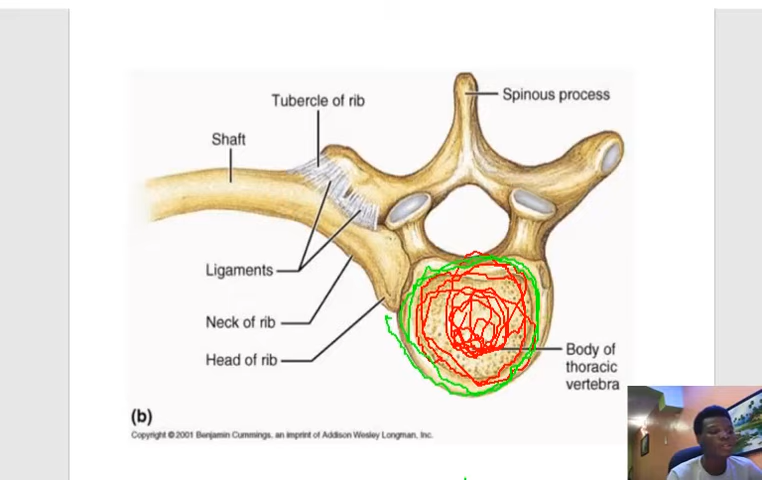 Tubercle of rib
Spinous process
Shaft
Ligaments
Neck of rib
Head of rib
Body of
thoracic
vertebra
(b)
Copyright © 2001 Benjamin Cummings, an imprint of Addison Wesley Longman, Inc.